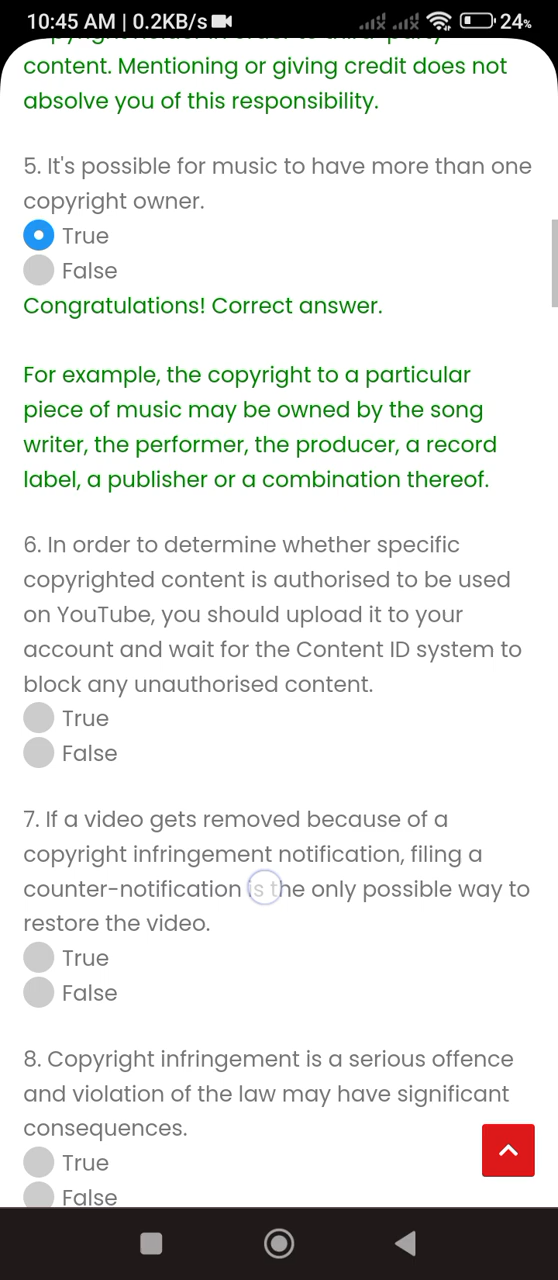 10:45 AM | 0.2KB/s 24%
content. Mentioning or giving credit does not
absolve you of this responsibility.
5. It's possible for music to have more than one
copyright owner.
True
False
Congratulations! Correct answer.
For example, the copyright to a particular
piece of music may be owned by the song
writer, the performer, the producer, a record
label, a publisher or a combination thereof.
6. In order to determine whether specific
copyrighted content is authorised to be used
on YouTube, you should upload it to your
account and wait for the Content ID system to
block any unauthorised content.
True
False
7. If a video gets removed because of a
copyright infringement notification, filing a
counter-notification is the only possible way to
restore the video.
True
False
8. Copyright infringement is a serious offence
and violation of the law may have significant
consequences.
True
False